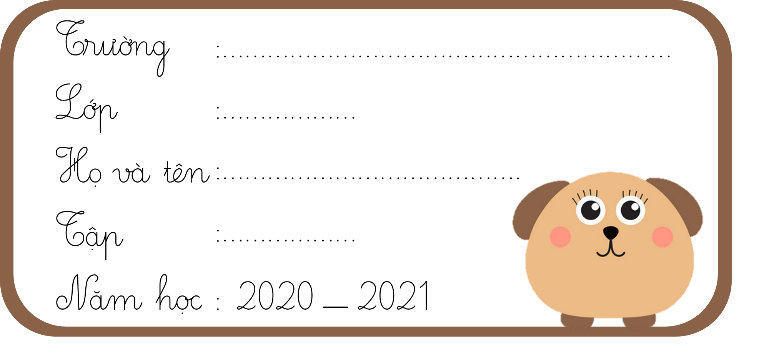 Trường :......................................................
Lớp :.................
Họ và tên :....................................
Tập :.................
Năm học : 2020 _ 2021